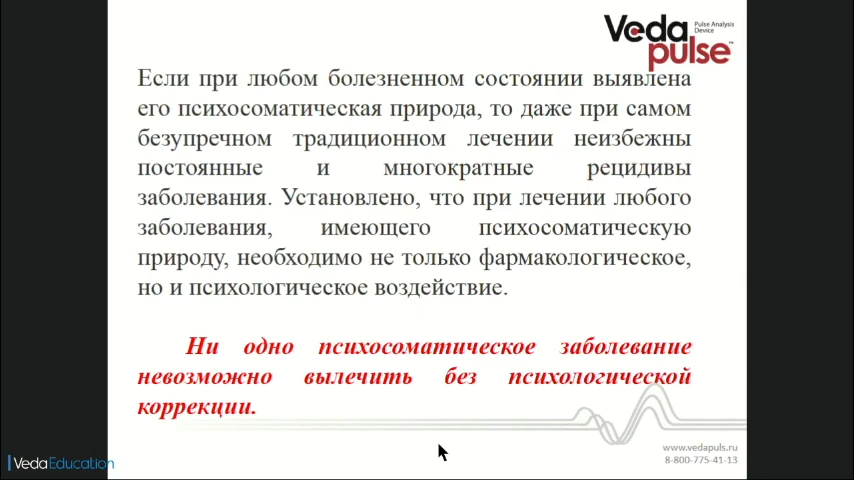 Veda Pulse Analysis
Device
pulse™
Если при любом болезненном состоянии выявлена
его психосоматическая природа, то даже при самом
безупречном традиционном лечении неизбежны
постоянные и многократные рецидивы
заболевания. Установлено, что при лечении любого
заболевания, имеющего психосоматическую
природу, необходимо не только фармакологическое,
но и психологическое воздействие.
Ни одно психосоматическое заболевание
невозможно вылечить без психологической
коррекции.
www.vedapuls.ru
8-800-775-41-13
VedaEducation